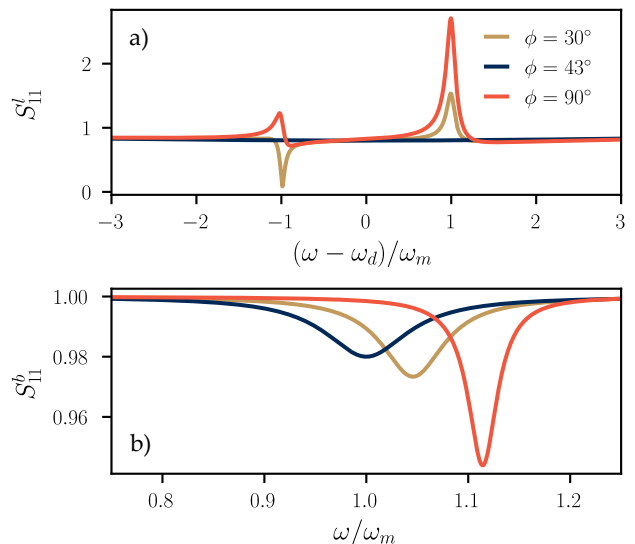 a)
S^l_11
2
1
0
ϕ = 30°
ϕ = 43°
ϕ = 90°
−3 −2 −1 0 1 2 3
(ω − ω_d)/ω_m
S^b_11
1.00
0.98
0.96
b)
0.8 0.9 1.0 1.1 1.2
ω/ω_m